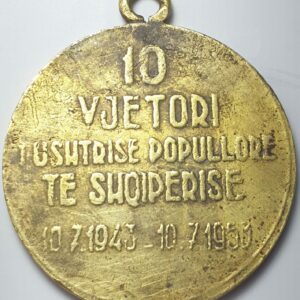 10
VJETORI
I USHTRISE POPULLORE
TE SHQIPERISE
10.7.1943-10.7.1953